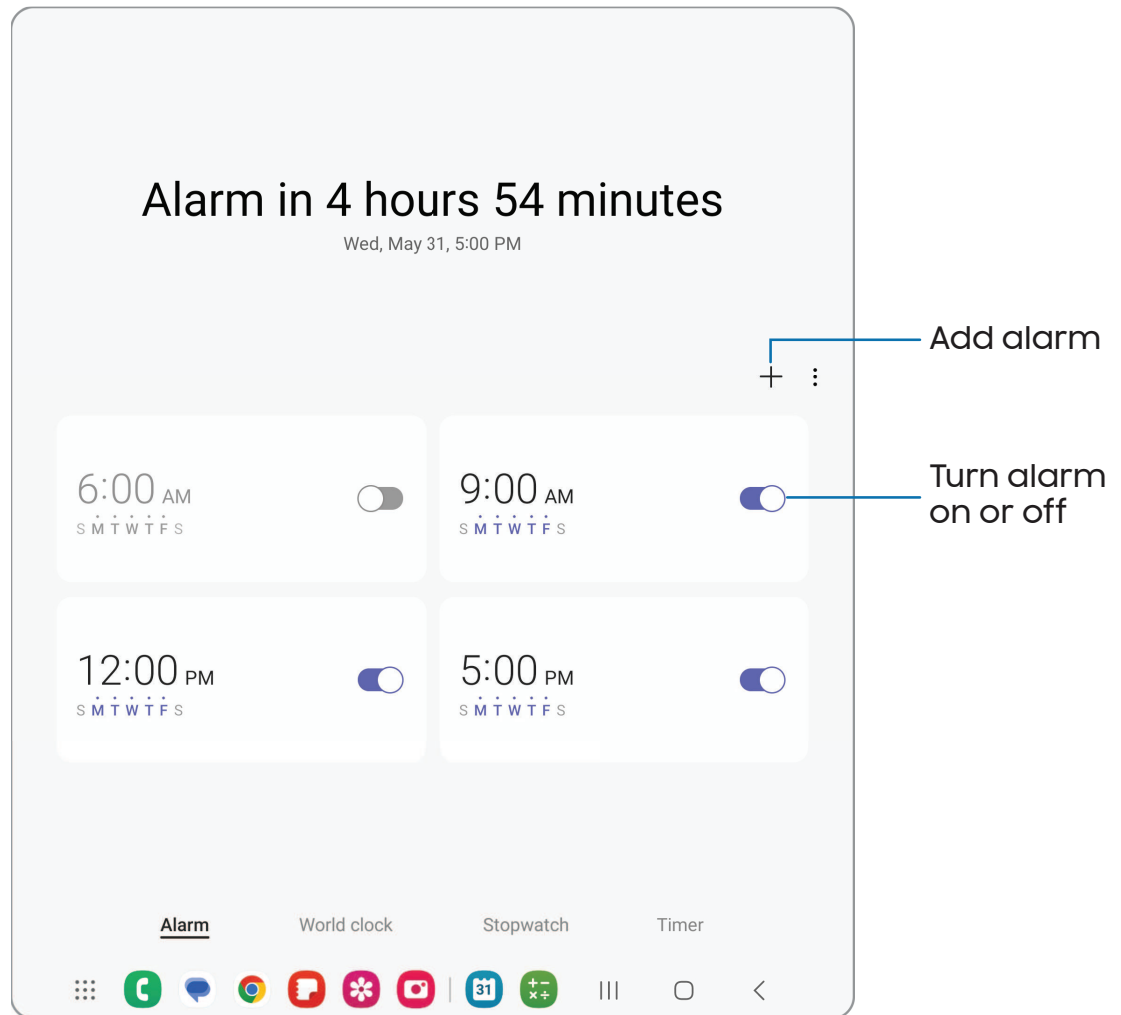 Alarm in 4 hours 54 minutes
Wed, May 31, 5:00 PM
Add alarm
6:00 AM
S M T W T F S
9:00 AM
S M T W T F S
Turn alarm
on or off
12:00 PM
S M T W T F S
5:00 PM
S M T W T F S
Alarm World clock Stopwatch Timer
31